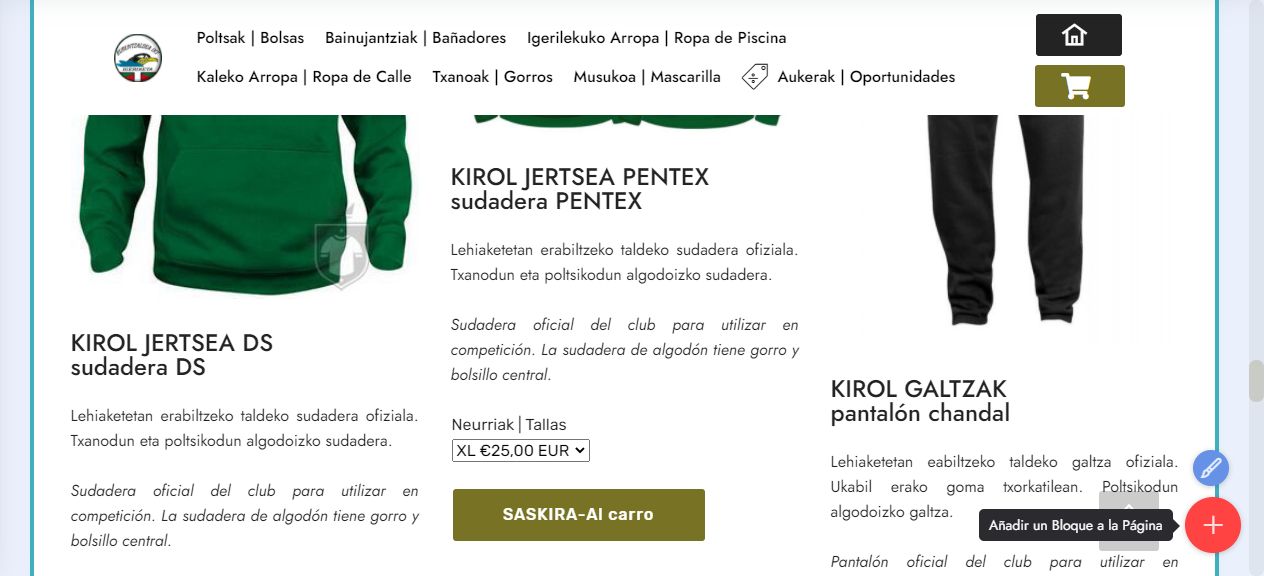 Poltsak | Bolsas
Bainujantziak | Bañadores
Igerilekuko Arropa | Ropa de Piscina
Kaleko Arropa | Ropa de Calle
Txanoak | Gorros
Musukoa | Mascarilla
Aukerak | Oportunidades
KIROL JERTSEA DS
sudadera DS
Lehiaketetan erabiltzeko taldeko sudadera ofiziala.
Txanodun eta poltsikodun algodoizko sudadera.
Sudadera oficial del club para utilizar en
competición. La sudadera de algodón tiene gorro y
bolsillo central.
KIROL JERTSEA PENTEX
sudadera PENTEX
Lehiaketetan erabiltzeko taldeko sudadera ofiziala.
Txanodun eta poltsikodun algodoizko sudadera.
Sudadera oficial del club para utilizar en
competición. La sudadera de algodón tiene gorro y
bolsillo central.
Neurriak | Tallas
XL €25,00 EUR
SASKIRA-Al carro
KIROL GALTZAK
pantalón chandal
Lehiaketetan eabiltzeko taldeko galtza ofiziala.
Ukabil erako goma txorkatilean. Poltsikodun
algodoizko galtza.
Añadir un Bloque a la Página
Pantalón oficial del club para utilizar en